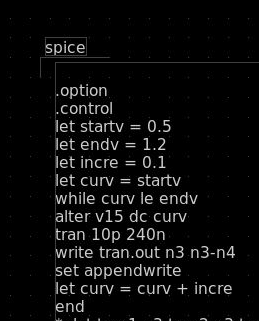 spice
.option
.control
let startv = 0.5
let endv = 1.2
let incre = 0.1
let curv = startv
while curv le endv
alter v15 dc curv
tran 10p 240n
write tran.out n3 n3-n4
set appendwrite
let curv = curv + incre
end